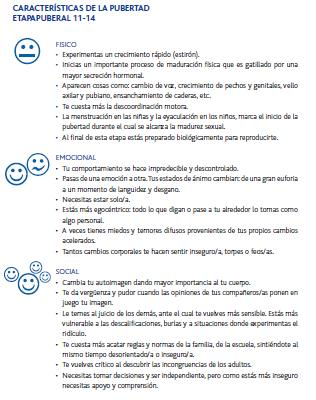 CARACTERÍSTICAS DE LA PUBERTAD
ETAPAPUBERAL 11-14
FISICO
• Experimentas un crecimiento rápido (estirón).
• Inicias un importante proceso de maduración física que es gatillado por una
mayor secreción hormonal.
• Aparecen cosas como: cambio de voz, crecimiento de pechos y genitales, vello
axilar y pubiano, ensanchamiento de caderas, etc.
• Te cuesta más la descoordinación motora.
• La menstruación en las niñas y la eyaculación en los niños, marca el inicio de la
pubertad durante el cual se alcanza la madurez sexual.
• Al final de esta etapa estás preparado biológicamente para reproducirte.
EMOCIONAL
• Tu comportamiento se hace impredecible y descontrolado.
• Pasas de una emoción a otra. Tus estados de ánimo cambian: de una gran euforia
a un momento de languidez y desgano.
• Necesitas estar solo/a.
• Estás más egocéntrico: todo lo que digan o pase a tu alrededor lo tomas como
algo personal.
• A veces tienes miedos y temores difusos provenientes de tus propios cambios
acelerados.
• Tantos cambios corporales te hacen sentir inseguro/a, torpes o feos/as.
SOCIAL
• Cambia tu autoimagen dando mayor importancia al tu cuerpo.
• Te da vergüenza y pudor cuando las opiniones de tus compañeros/as ponen en
juego tu imagen.
• Le temes al juicio de los demás, ante el cual te vuelves más sensible. Estás más
vulnerable a las descalificaciones, burlas y a situaciones donde experimentas el
ridículo.
• Te cuesta más acatar reglas y normas de la familia, de la escuela, sintiéndote al
mismo tiempo desorientado/a o inseguro/a.
• Te vuelves crítico al descubrir las incongruencias de los adultos.
• Necesitas tomar decisiones y ser independiente, pero como estás más inseguro
necesitas apoyo y comprensión.